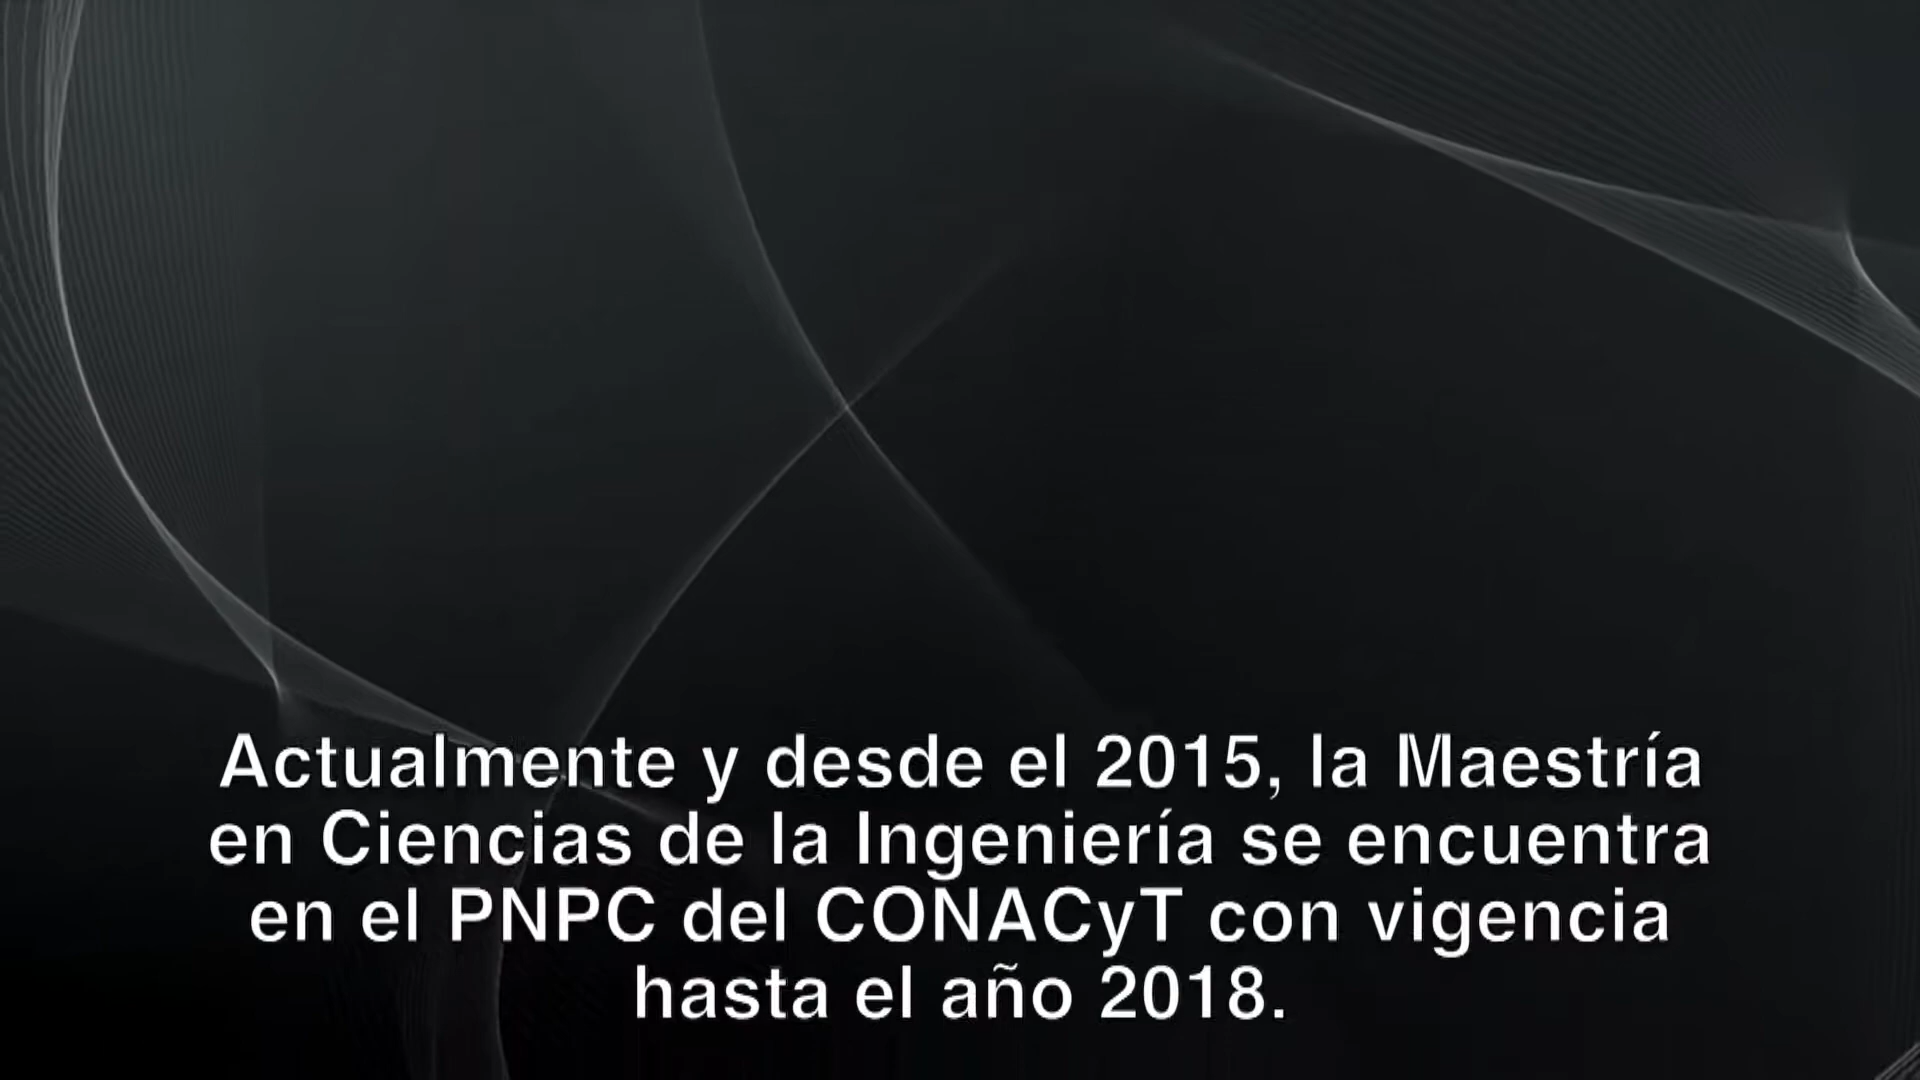 Actualmente y desde el 2015, la Maestría
en Ciencias de la Ingeniería se encuentra
en el PNPC del CONACyT con vigencia
hasta el año 2018.